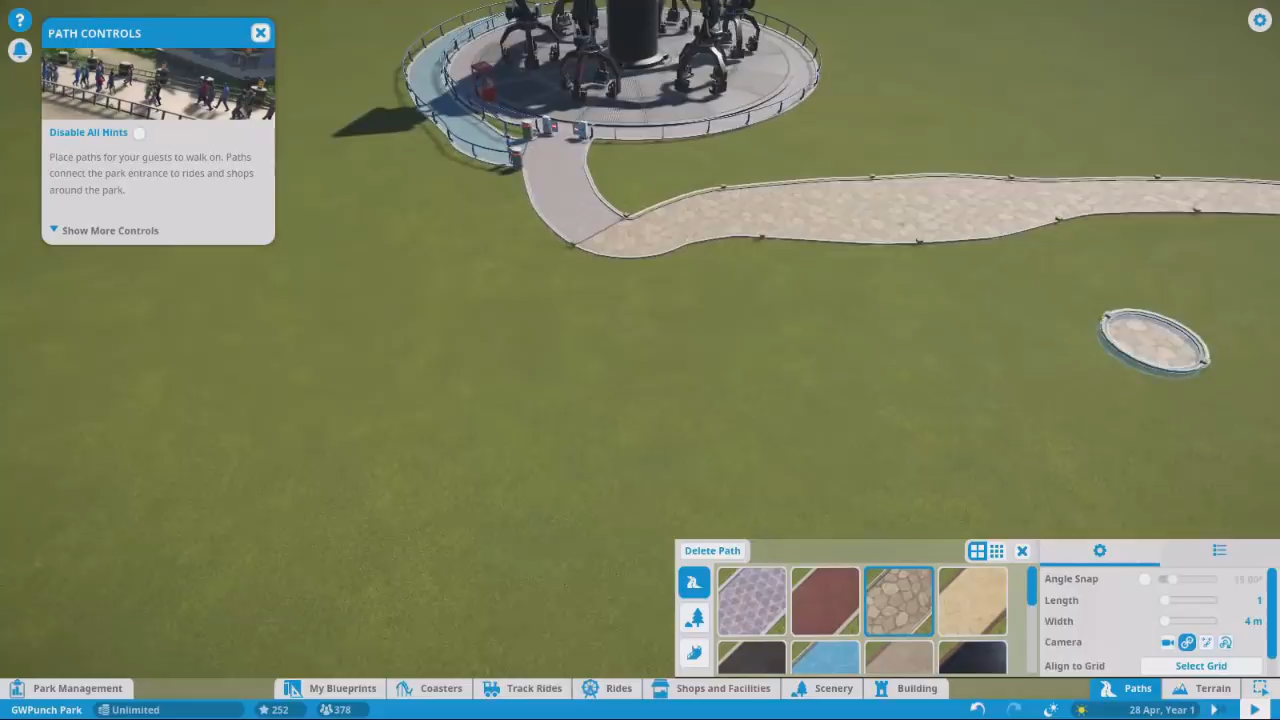 PATH CONTROLS
Disable All Hints
Place paths for your guests to walk on. Paths
connect the park entrance to rides and shops
around the park.
Show More Controls
Delete Path
Angle Snap 15.00°
Length 1
Width 4 m
Camera
Align to Grid Select Grid
Park Management My Blueprints Coasters Track Rides Rides Shops and Facilities Scenery Building Paths Terrain
GWPunch Park Unlimited 252 378 28 Apr, Year 1